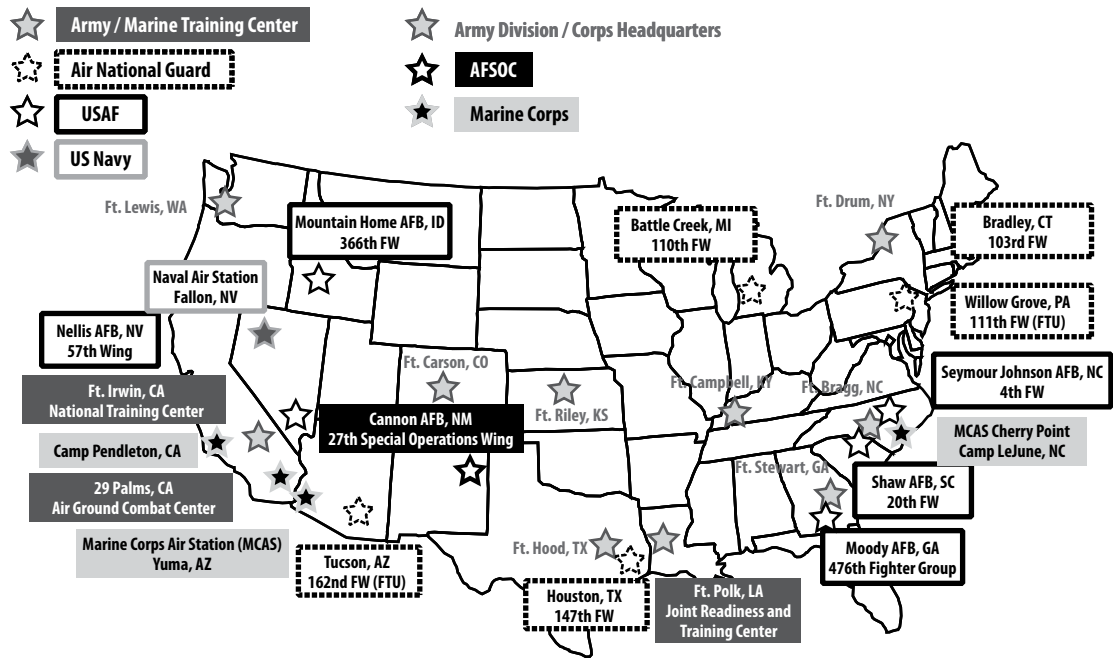 Army / Marine Training Center
Army Division / Corps Headquarters
Air National Guard
AFSOC
USAF
Marine Corps
US Navy
Ft. Lewis, WA
Mountain Home AFB, ID
366th FW
Battle Creek, MI
110th FW
Ft. Drum, NY
Bradley, CT
103rd FW
Naval Air Station
Fallon, NV
Willow Grove, PA
111th FW (FTU)
Nellis AFB, NV
57th Wing
Ft. Carson, CO
Ft. Riley, KS
Ft. Campbell, KY
Ft. Bragg, NC
Seymour Johnson AFB, NC
4th FW
Ft. Irwin, CA
National Training Center
Cannon AFB, NM
27th Special Operations Wing
MCAS Cherry Point
Camp LeJune, NC
Camp Pendleton, CA
Ft. Stewart, GA
29 Palms, CA
Air Ground Combat Center
Shaw AFB, SC
20th FW
Marine Corps Air Station (MCAS)
Yuma, AZ
Tucson, AZ
162nd FW (FTU)
Ft. Hood, TX
Moody AFB, GA
476th Fighter Group
Houston, TX
147th FW
Ft. Polk, LA
Joint Readiness and
Training Center